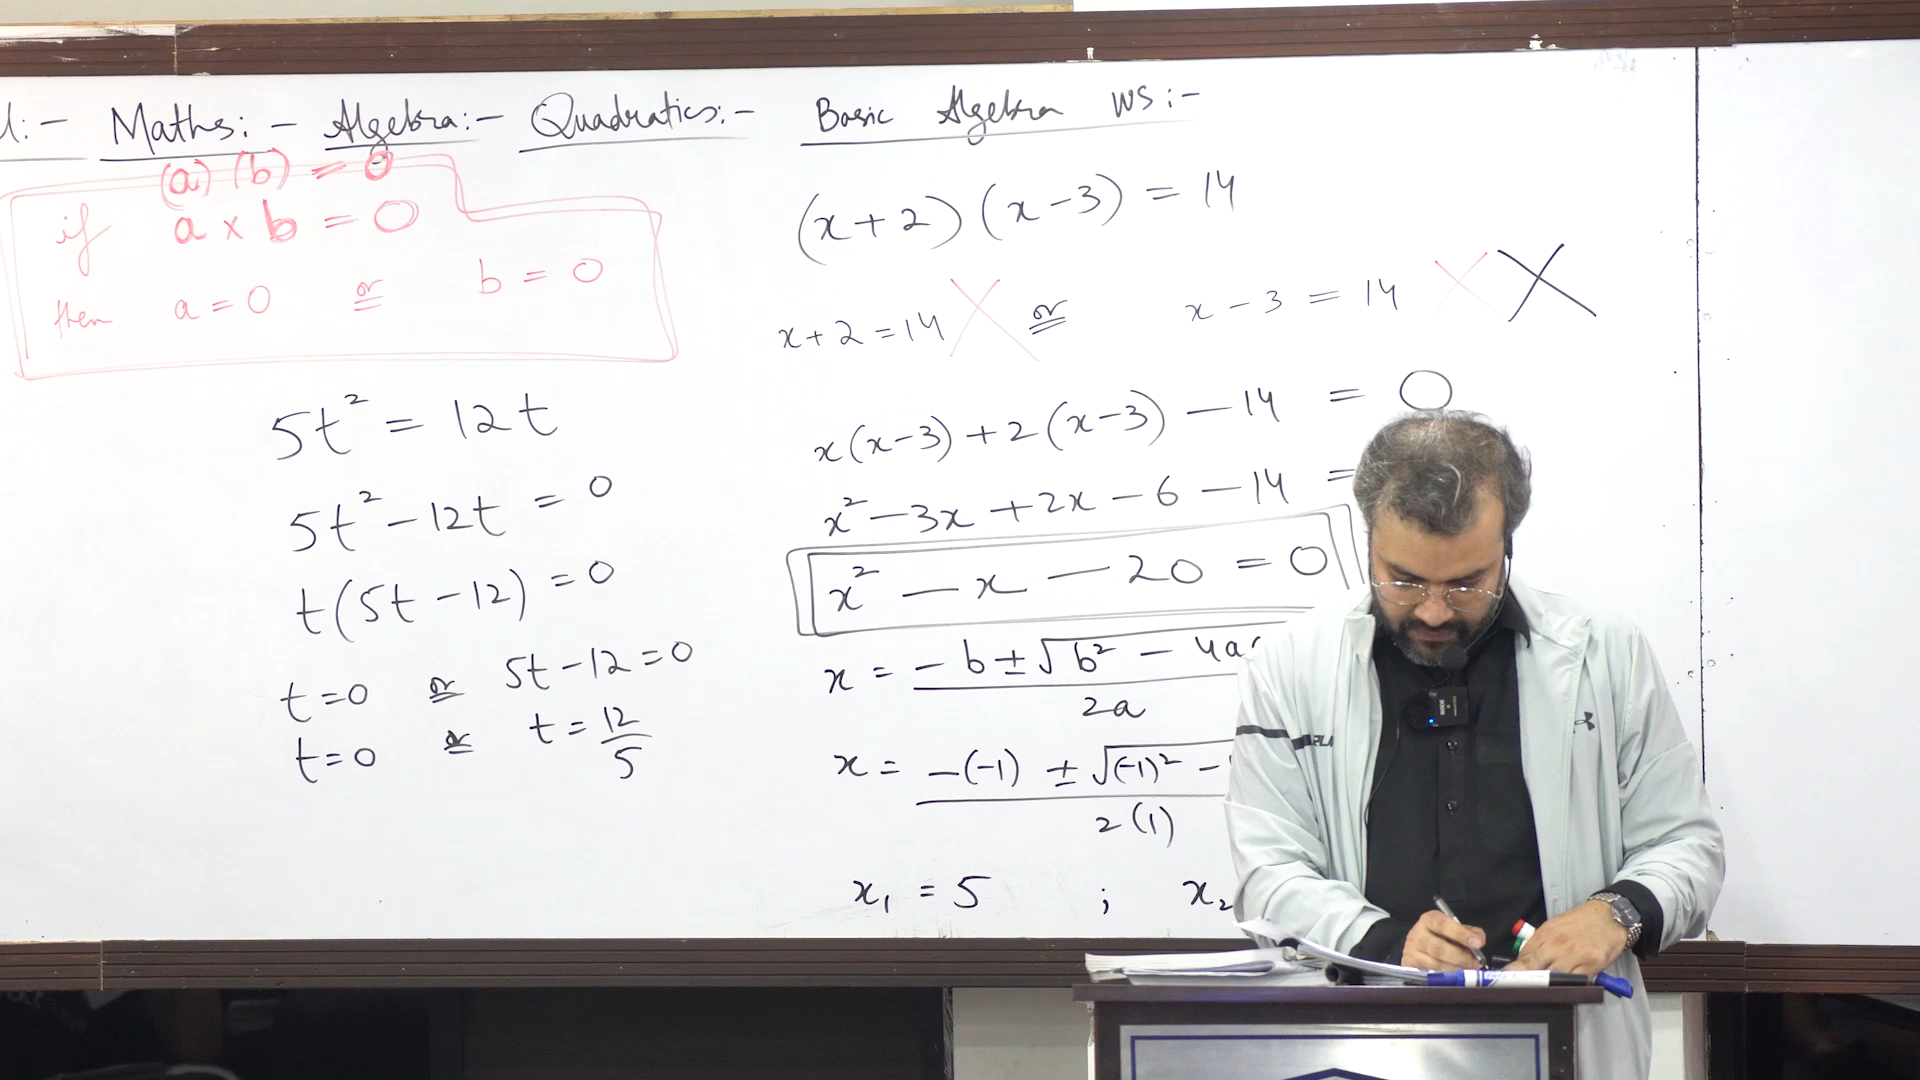 Maths:- Algebra:- Quadratics:- Basic Algebra WS:-
(a) (b) = 0
if a x b = 0
then a = 0 or b = 0
5t² = 12t
5t² - 12t = 0
t(5t - 12) = 0
t = 0 or 5t - 12 = 0
t = 0 or t = 12/5
(x+2)(x-3) = 14
x+2 = 14 or x - 3 = 14
x(x-3) + 2(x-3) - 14 = 0
x² - 3x + 2x - 6 - 14 =
x² - x - 20 = 0
x = -b ± √b² - 4a
2a
x = -(-1) ± √(-1)² -
2(1)
x₁ = 5 ; x₂